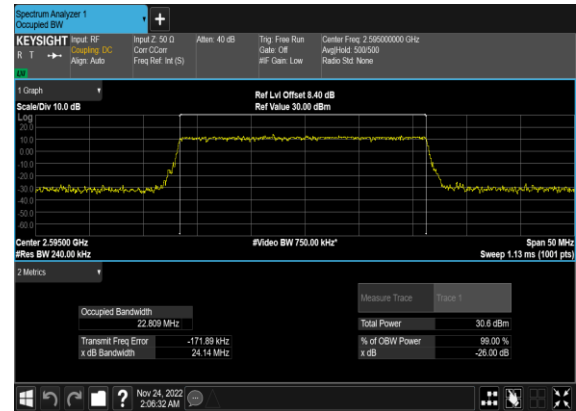 Spectrum Analyzer 1
Occupied BW
KEYSIGHT Input: RF Input Z: 50 Ω Atten: 40 dB Trig: Free Run Center Freq: 2.595000000 GHz
R T Coupling: DC Corr CCorr Gate: Off Avg|Hold: 500/500
Align: Auto Freq Ref: Int (S) #IF Gain: Low Radio Std: None
1 Graph
Ref Lvl Offset 8.40 dB
Scale/Div 10.0 dB Ref Value 30.00 dBm
Log
20.0
10.0
0.00
-10.0
-20.0
-30.0
-40.0
-50.0
-60.0
Center 2.59500 GHz #Video BW 750.00 kHz* Span 50 MHz
#Res BW 240.00 kHz Sweep 1.13 ms (1001 pts)
2 Metrics
Measure Trace Trace 1
Occupied Bandwidth
22.809 MHz Total Power 30.6 dBm
Transmit Freq Error -171.89 kHz % of OBW Power 99.00 %
x dB Bandwidth 24.14 MHz x dB -26.00 dB
Nov 24, 2022
2:06:32 AM